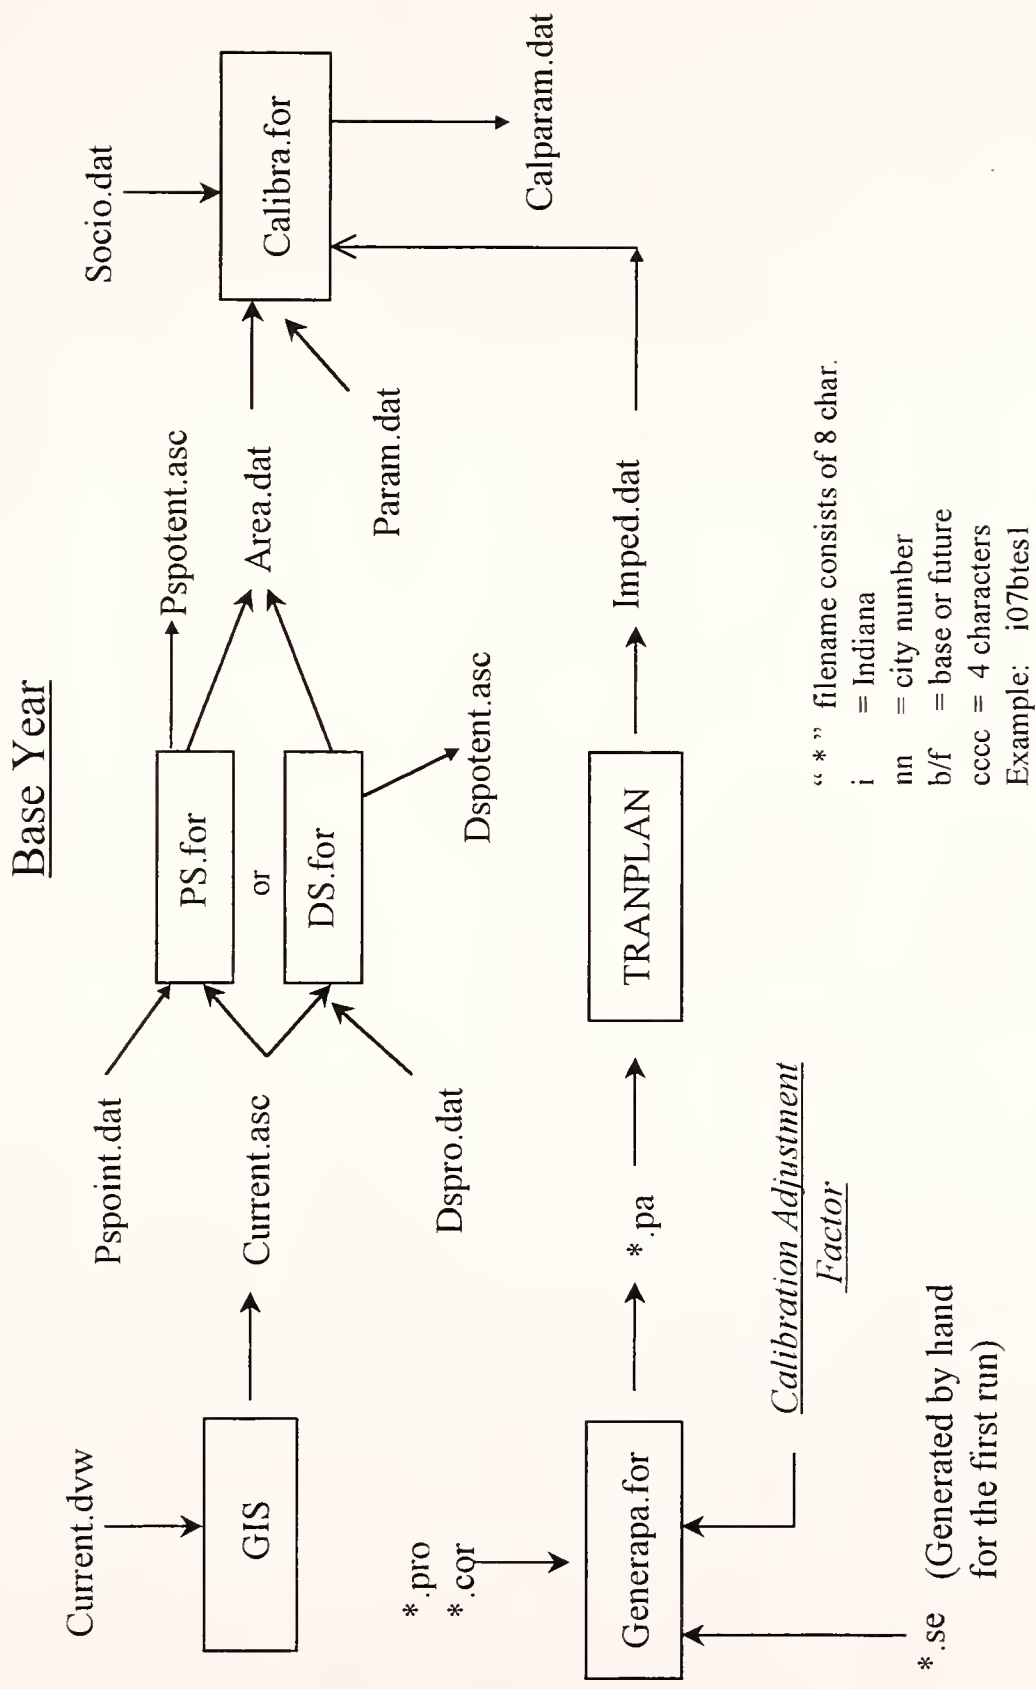 Base Year
Current.dvw
GIS
Current.asc
Pspoint.dat
Dspro.dat
PS.for
or
DS.for
Pspotent.asc
Dspotent.asc
Area.dat
Param.dat
Socio.dat
Calibra.for
Calparam.dat
*.pro
*.cor
Generapa.for
*.se (Generated by hand
for the first run)
Calibration Adjustment
Factor
*.pa
TRANPLAN
Imped.dat
“ * ” filename consists of 8 char.
i = Indiana
nn = city number
b/f = base or future
cccc = 4 characters
Example: i07btes1